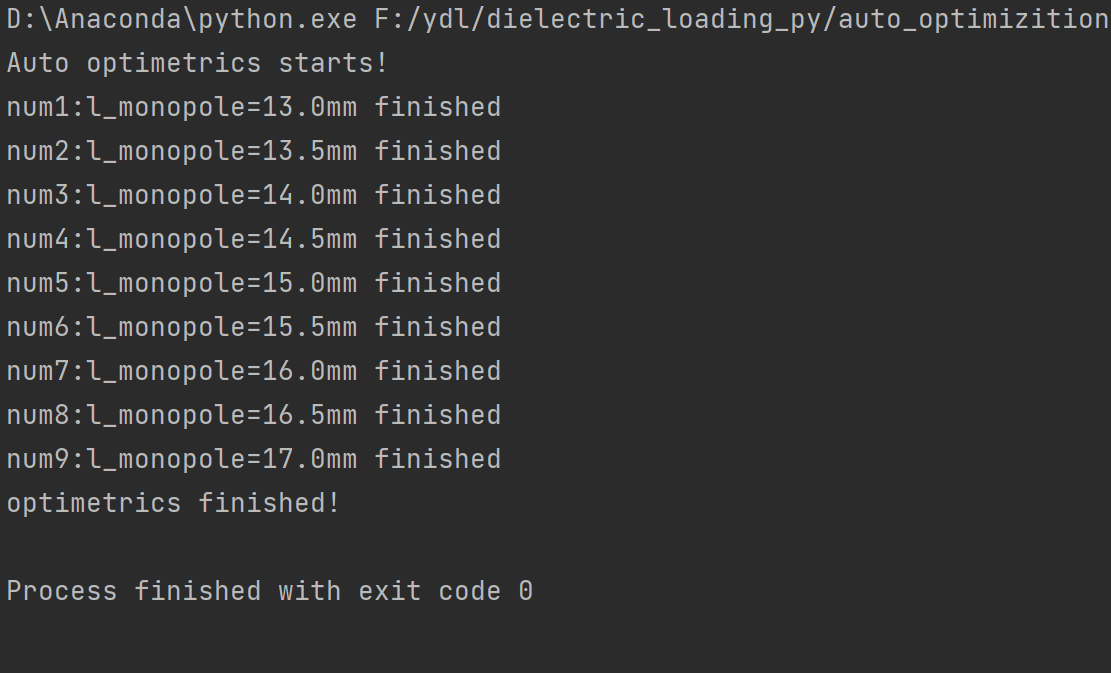 D:\Anaconda\python.exe F:/ydl/dielectric_loading_py/auto_optimizition
Auto optimetrics starts!
num1:l_monopole=13.0mm finished
num2:l_monopole=13.5mm finished
num3:l_monopole=14.0mm finished
num4:l_monopole=14.5mm finished
num5:l_monopole=15.0mm finished
num6:l_monopole=15.5mm finished
num7:l_monopole=16.0mm finished
num8:l_monopole=16.5mm finished
num9:l_monopole=17.0mm finished
optimetrics finished!
Process finished with exit code 0